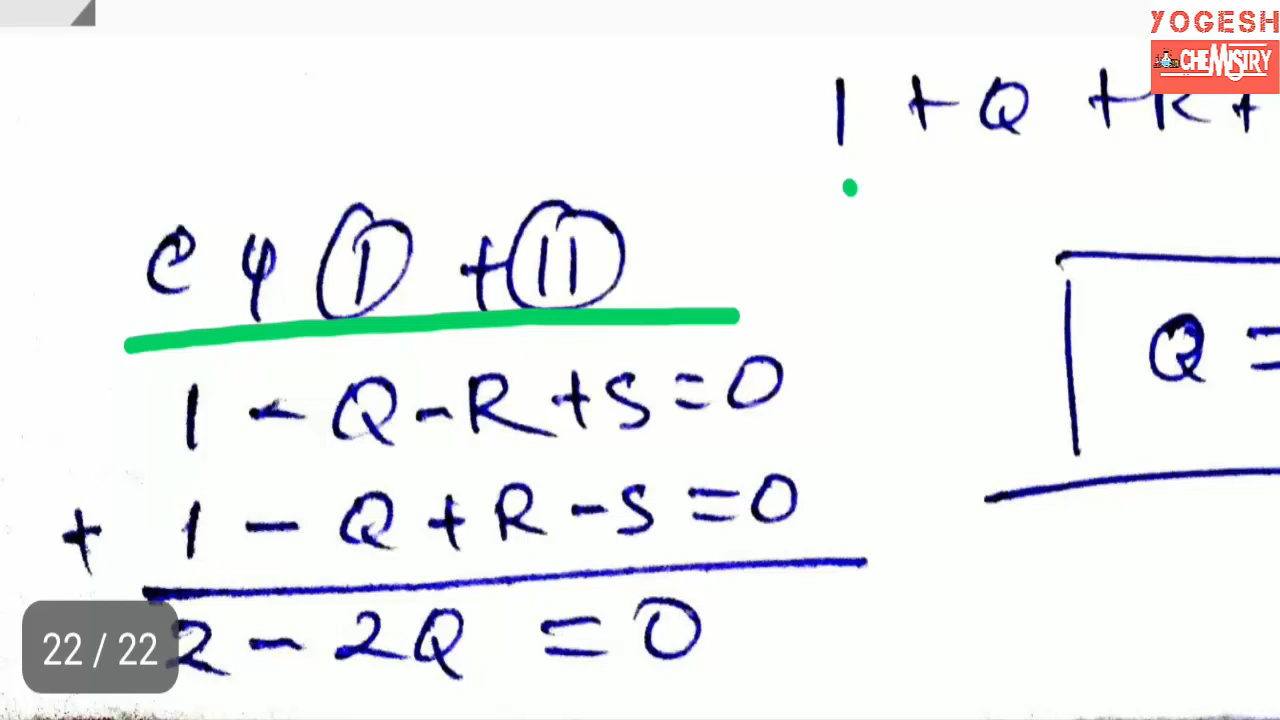 YOGESH
CHEMISTRY
1 + Q + R +
eq I + II
1 - Q - R + S = 0
+ 1 - Q + R - S = 0
2 - 2Q = 0
Q =
22 / 22